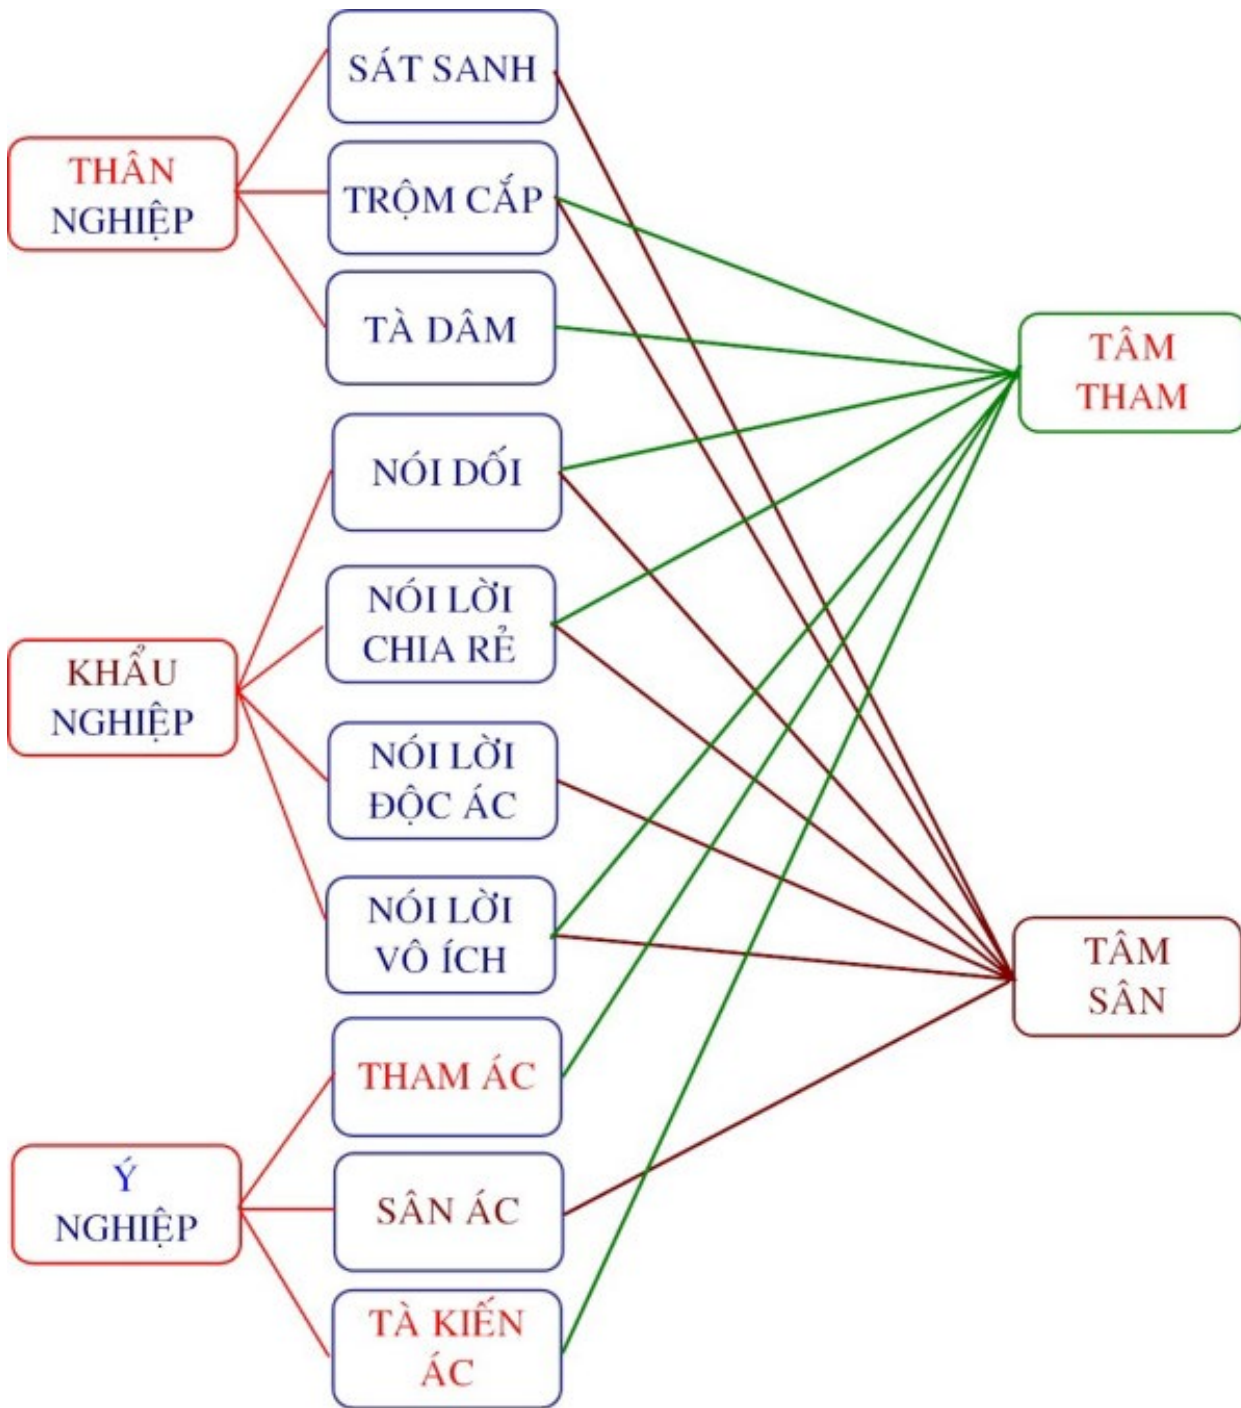 SÁT SANH
THÂN
NGHIỆP
TRỘM CẮP
TÀ DÂM
TÂM
THAM
NÓI DỐI
NÓI LỜI
CHIA RẺ
KHẨU
NGHIỆP
NÓI LỜI
ĐỘC ÁC
NÓI LỜI
VÔ ÍCH
TÂM
SÂN
THAM ÁC
Ý
NGHIỆP
SÂN ÁC
TÀ KIẾN
ÁC